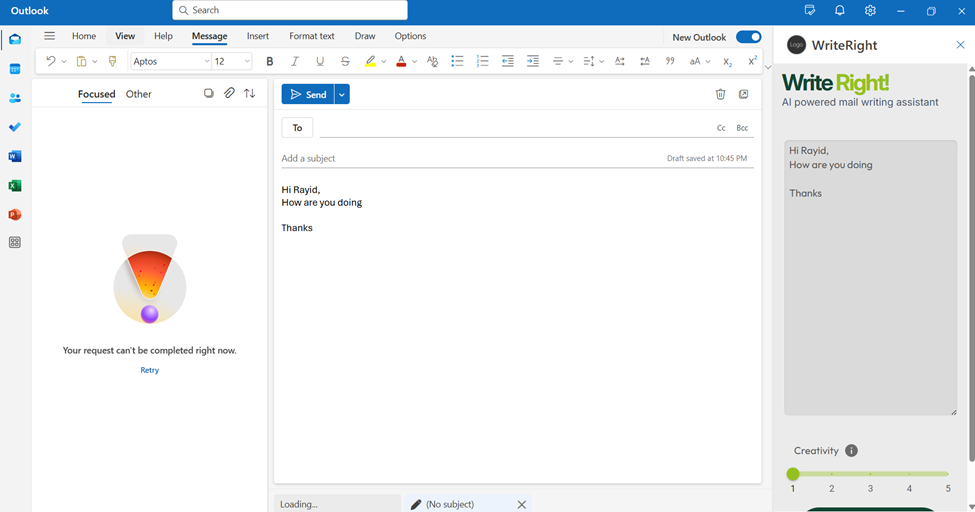 Outlook
Search
Home View Help Message Insert Format text Draw Options
New Outlook
Aptos 12 B I U S A aA X₂ X²
Focused Other
Your request can't be completed right now.
Retry
Send
To
Cc Bcc
Add a subject
Draft saved at 10:45 PM
Hi Rayid,
How are you doing
Thanks
Loading...
(No subject)
Logo WriteRight
Write Right!
AI powered mail writing assistant
Hi Rayid,
How are you doing
Thanks
Creativity
1 2 3 4 5